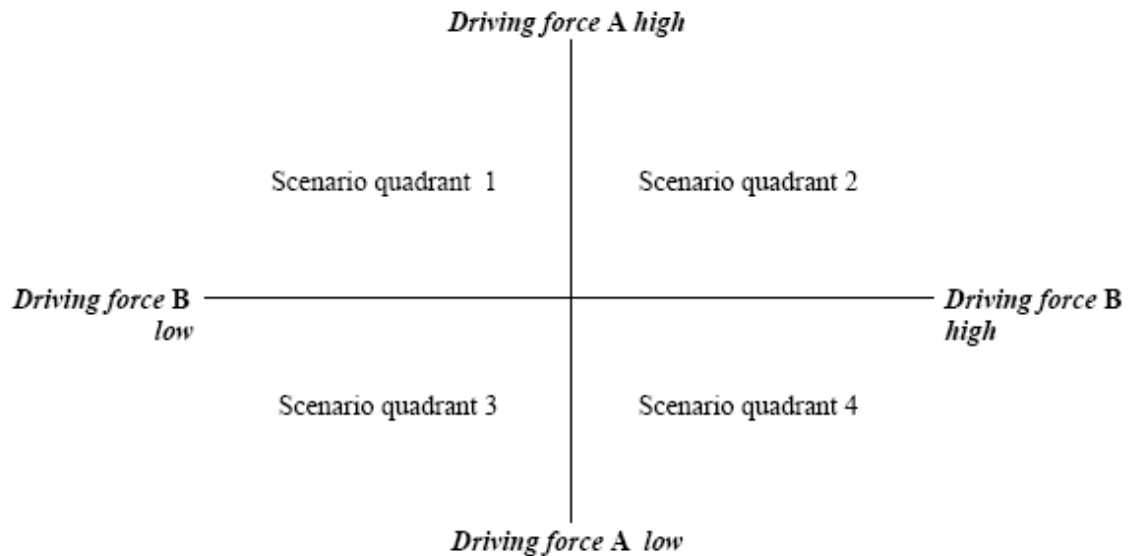 Driving force A high
Scenario quadrant 1
Scenario quadrant 2
Driving force B
low
Driving force B
high
Scenario quadrant 3
Scenario quadrant 4
Driving force A low